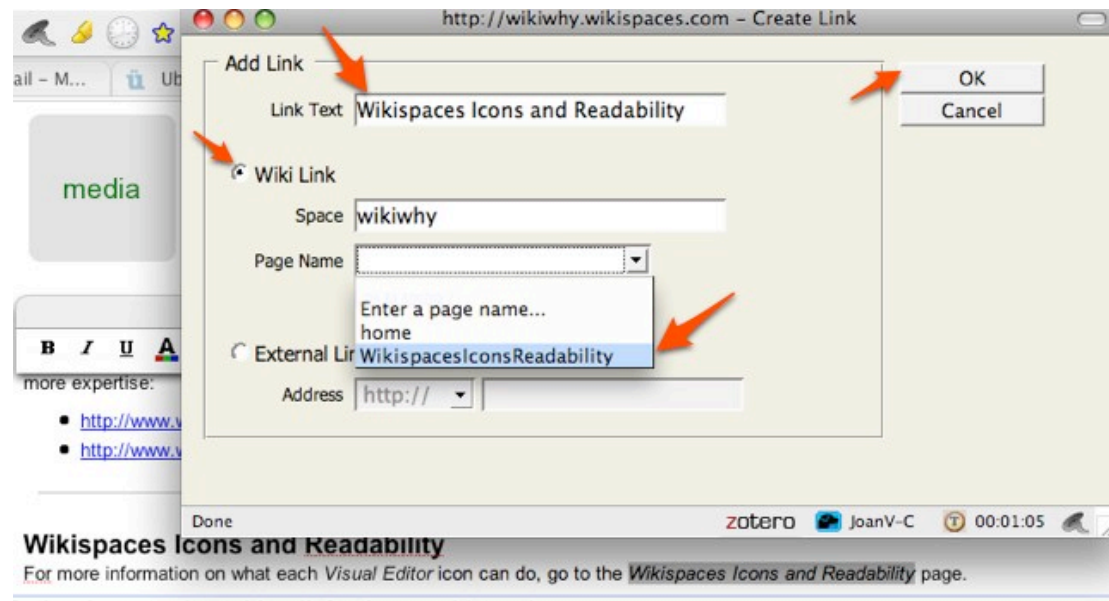 http://wikiwhy.wikispaces.com – Create Link
ail – M...
ü Ub
Add Link
OK
Link Text Wikispaces Icons and Readability
Cancel
media
Wiki Link
Space wikiwhy
Page Name
Enter a page name...
home
B I U A
External Lin
WikispacesIconsReadability
more expertise:
Address http://
http://www.
http://www.
Done
zotero JoanV-C 00:01:05
Wikispaces Icons and Readability
For more information on what each Visual Editor icon can do, go to the Wikispaces Icons and Readability page.